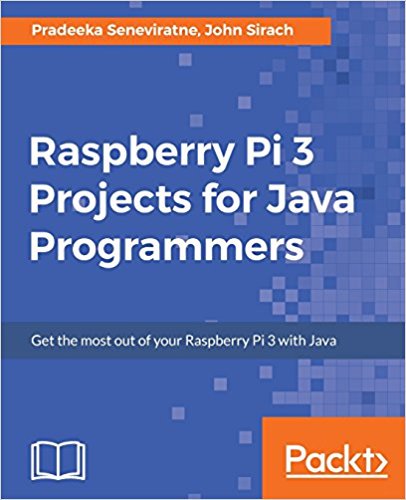 Pradeeka Seneviratne, John Sirach
Raspberry Pi 3
Projects for Java
Programmers
Get the most out of your Raspberry Pi 3 with Java
Packt>